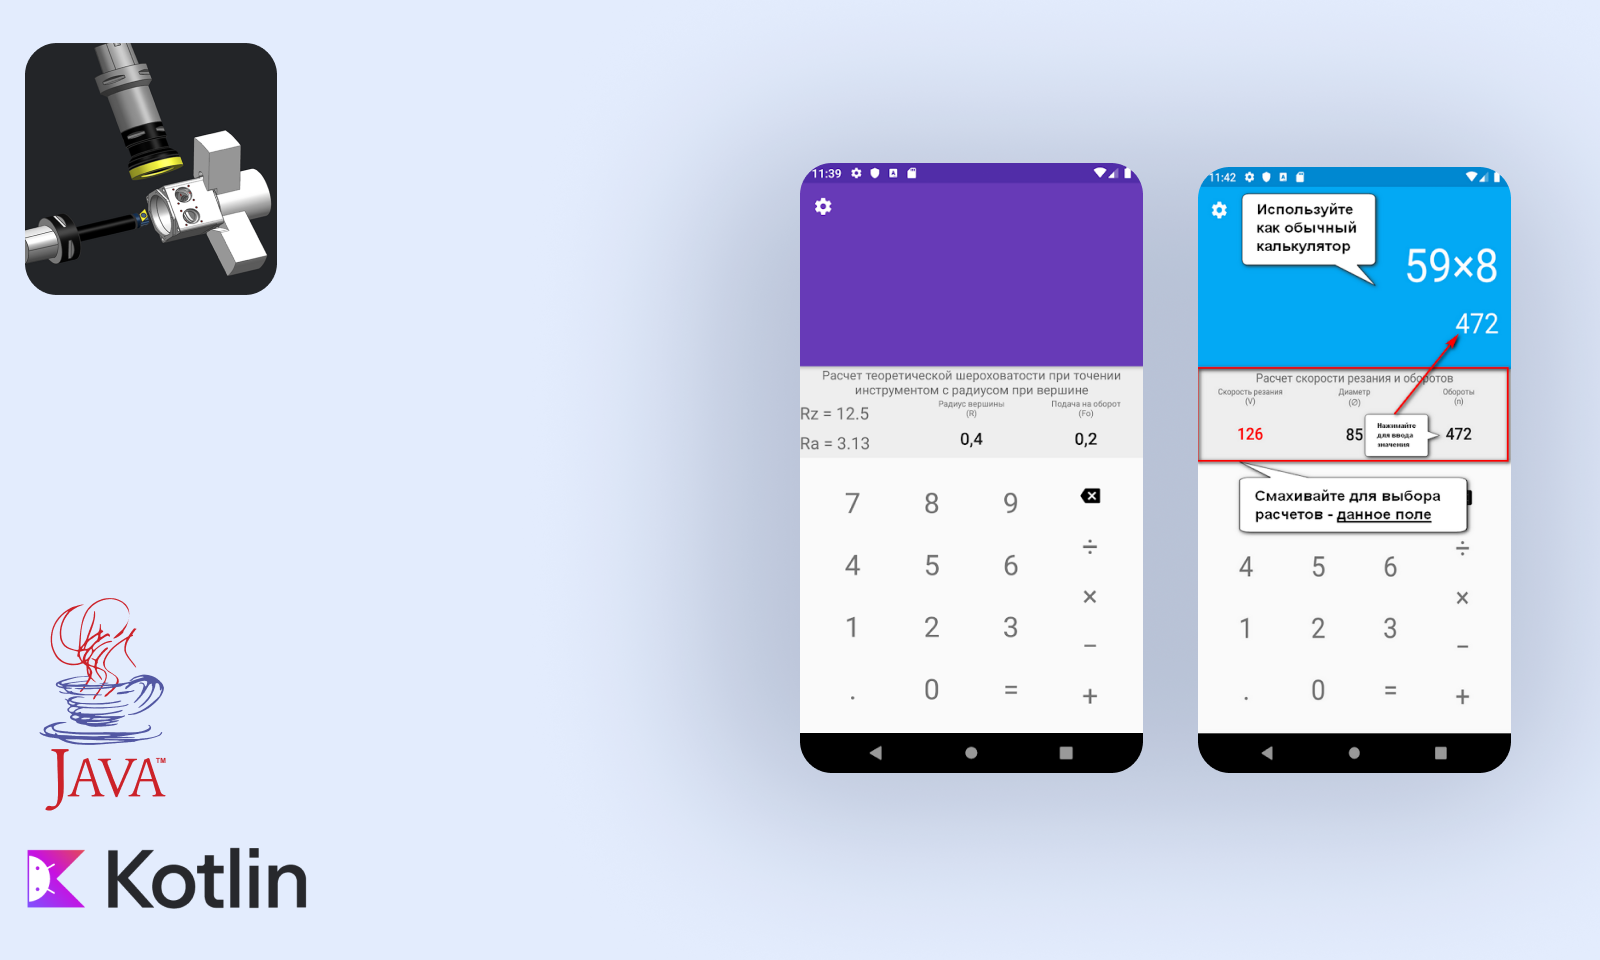 JAVA™
Kotlin
11:39
Расчет теоретической шероховатости при точении
инструментом с радиусом при вершине
Rz = 12.5
Ra = 3.13
Радиус вершины
(R)
0,4
Подача на оборот
(Fo)
0,2
7 8 9
÷
4 5 6
×
1 2 3
−
. 0 =
+
11:42
Используйте
как обычный
калькулятор
59×8
472
Расчет скорости резания и оборотов
Скорость резания
(V)
126
Диаметр
(Ø)
85
Нажимайте
для ввода
значения
Обороты
(n)
472
Смахивайте для выбора
расчетов - данное поле
÷
4 5 6
×
1 2 3
−
. 0 =
+